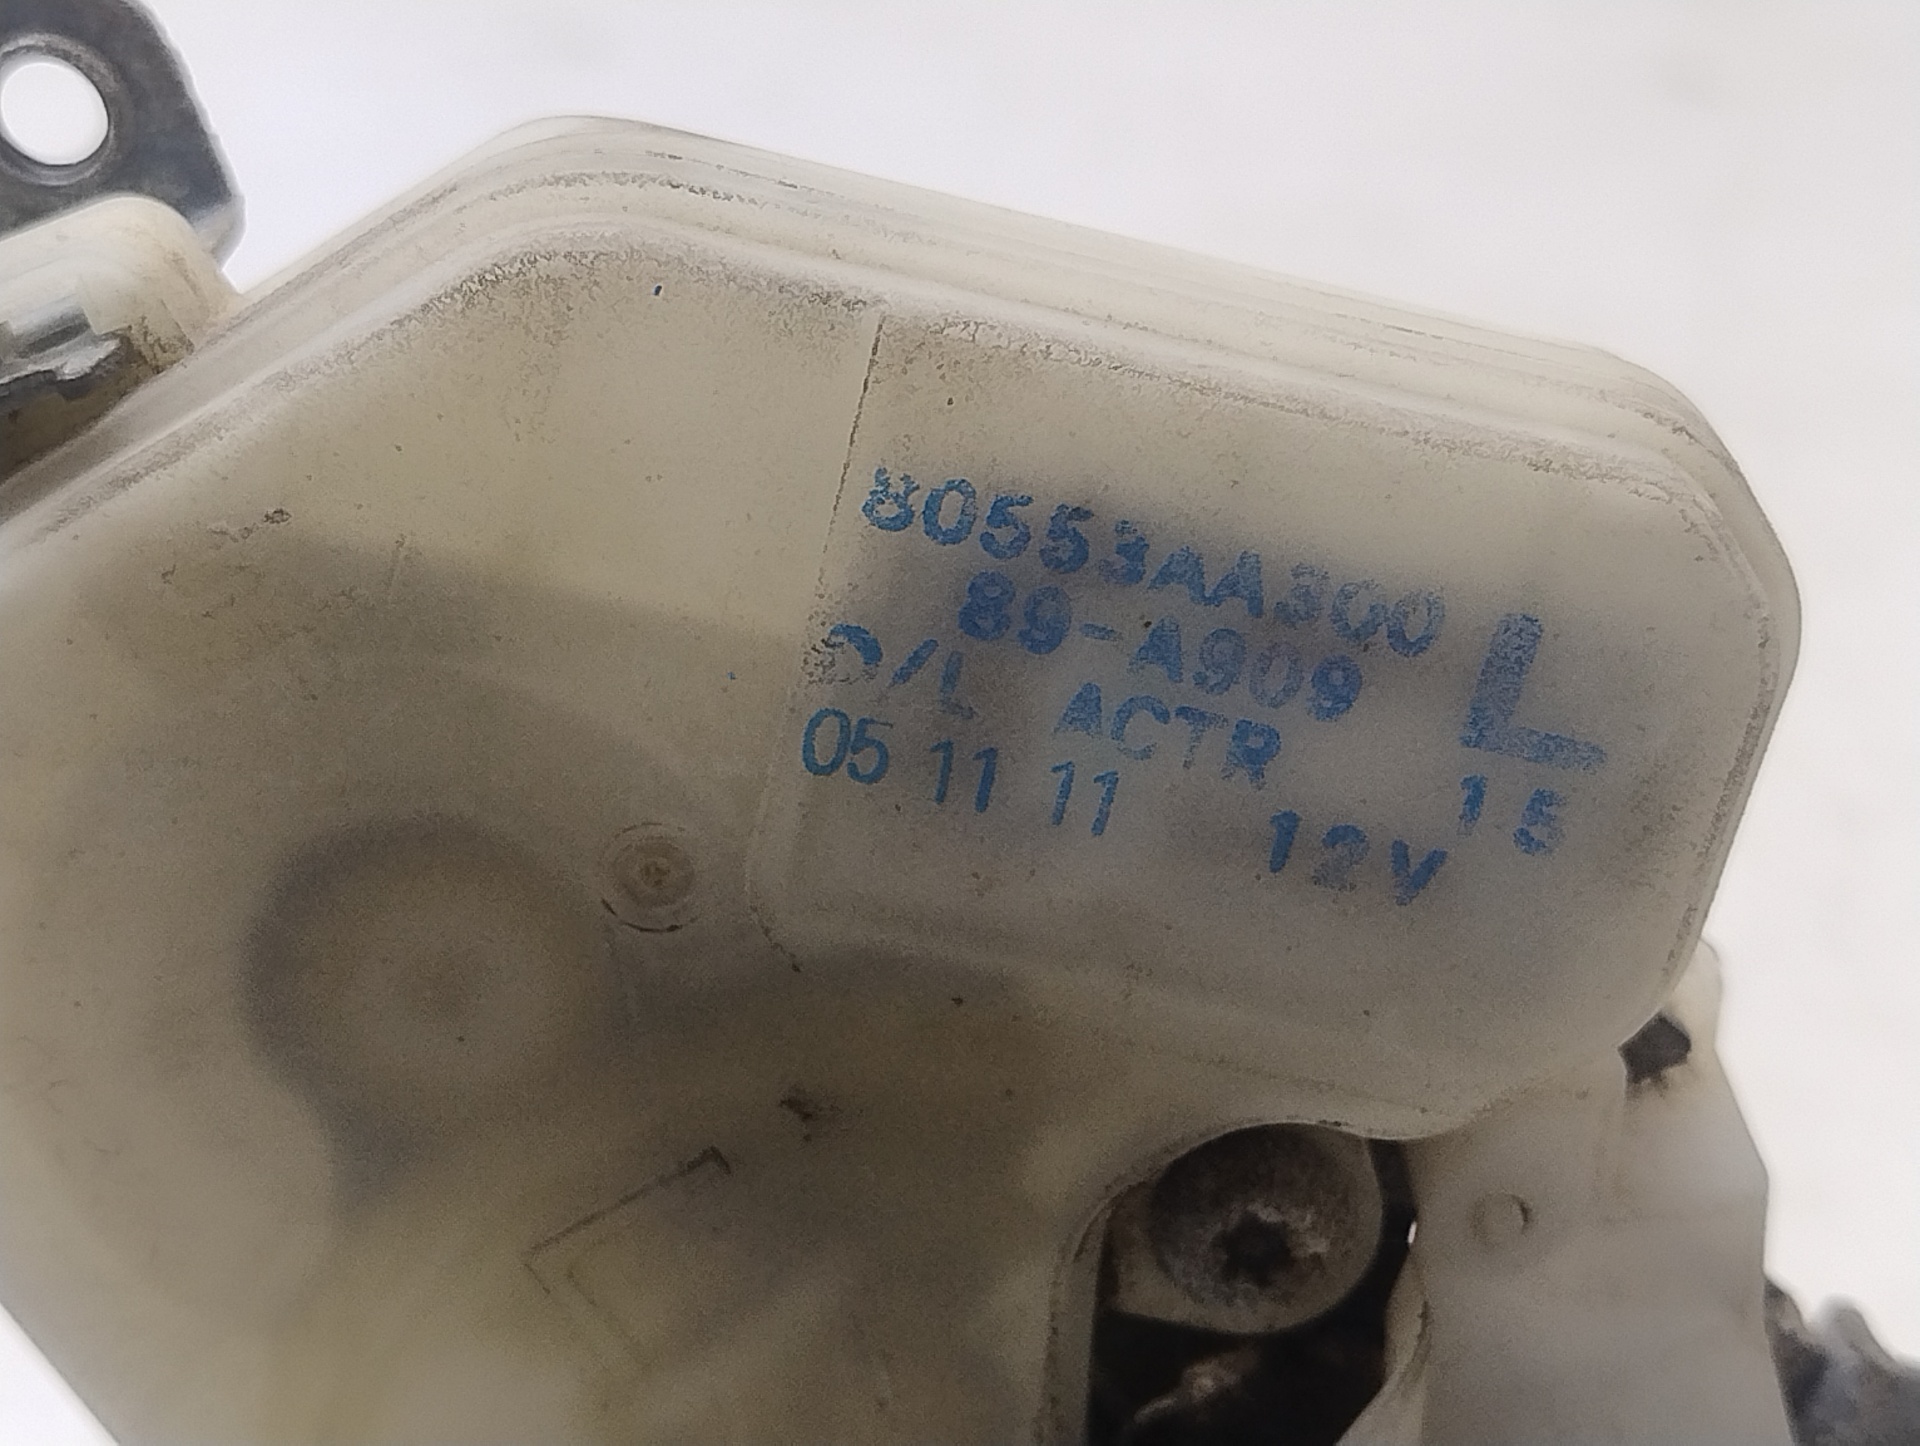 80553AA300
89-A909 L
D/L ACTR 15
05 11 11 12V